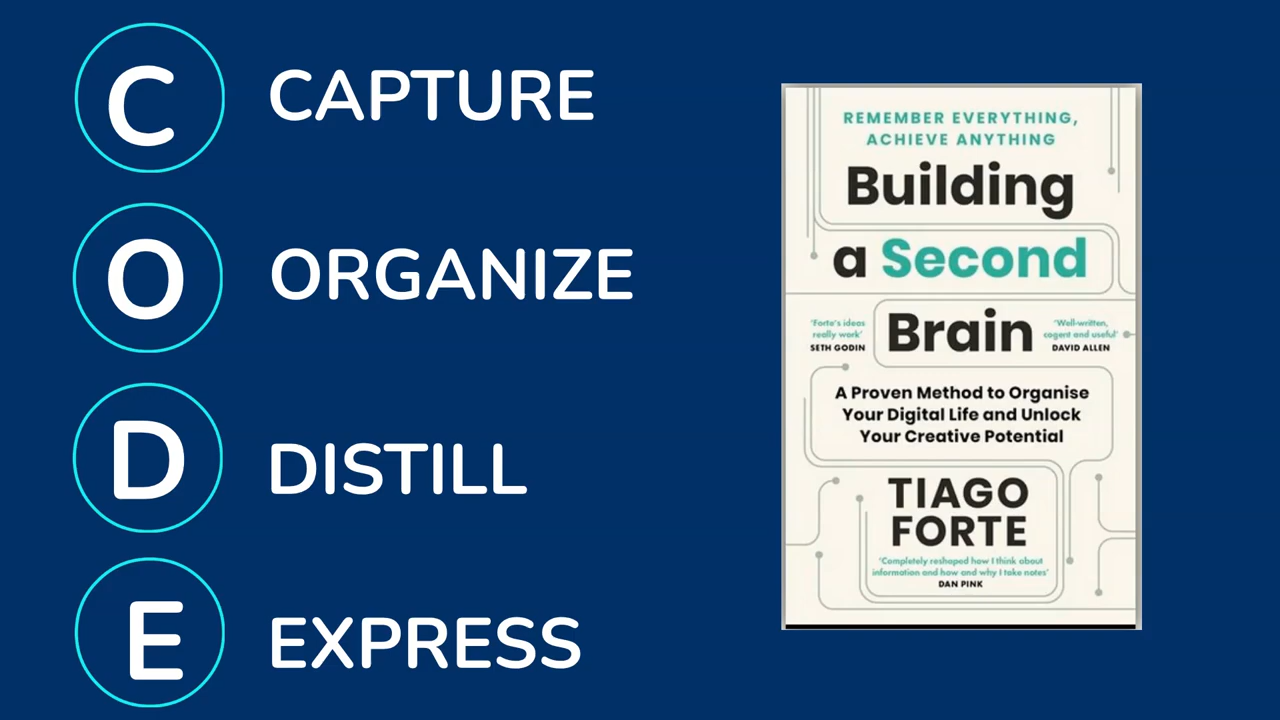 C
CAPTURE
O
ORGANIZE
D
DISTILL
E
EXPRESS
REMEMBER EVERYTHING,
ACHIEVE ANYTHING
Building
a Second
Brain
'Forte's ideas
really work'
SETH GODIN
'Well-written,
cogent and useful'
DAVID ALLEN
A Proven Method to Organise
Your Digital Life and Unlock
Your Creative Potential
TIAGO
FORTE
'Completely reshaped how I think about
information and how and why I take notes'
DAN PINK